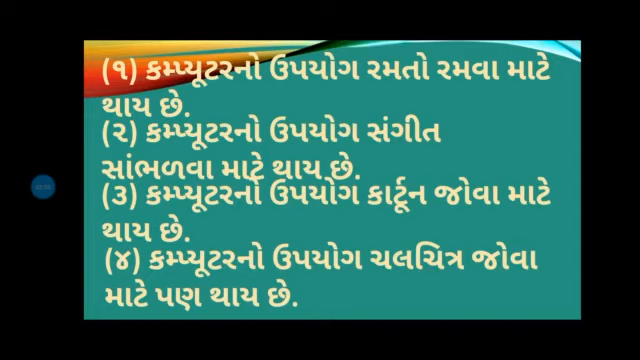 (૧) કમ્પ્યૂટરનો ઉપયોગ રમતો રમવા માટે
થાય છે.
(૨) કમ્પ્યૂટરનો ઉપયોગ સંગીત
સાંભળવા માટે થાય છે.
(૩) કમ્પ્યૂટરનો ઉપયોગ કાર્ટૂન જોવા માટે
થાય છે.
(૪) કમ્પ્યૂટરનો ઉપયોગ ચલચિત્ર જોવા
માટે પણ થાય છે.